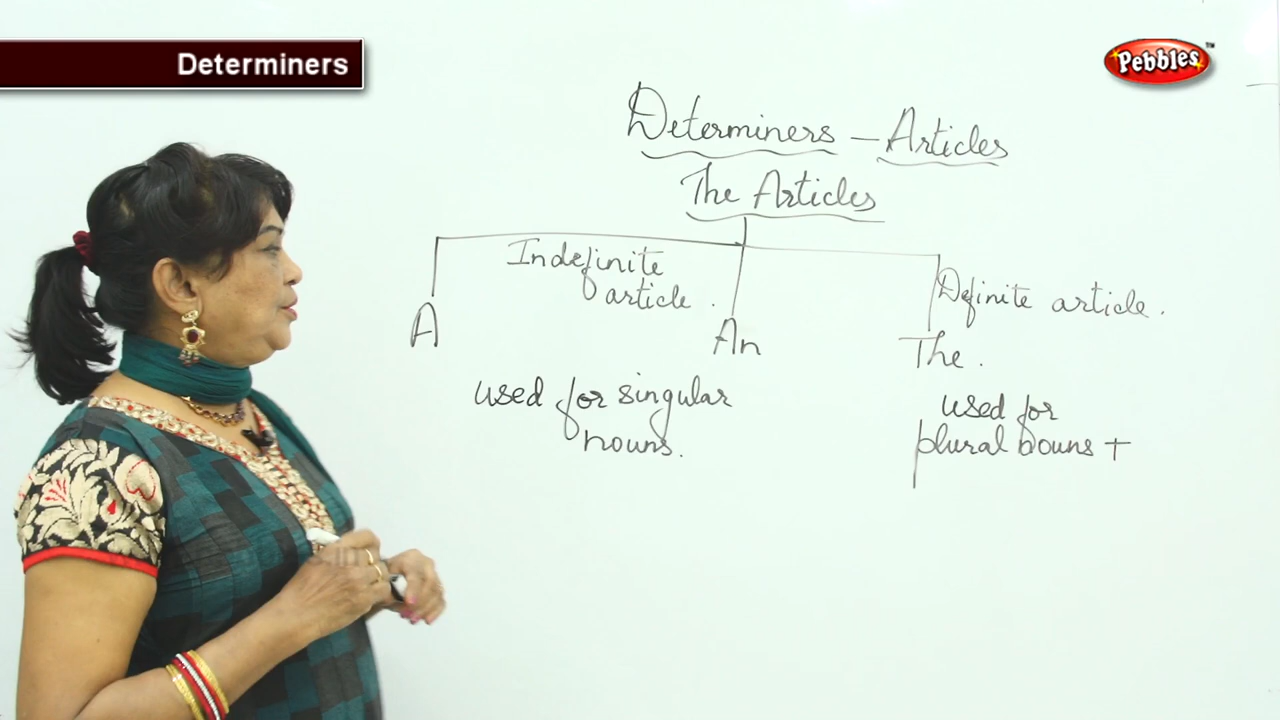 Determiners
Pebbles™
Determiners – Articles
The Articles
Indefinite
article.
Definite article.
A
An
The.
used for singular
nouns.
used for
plural nouns +